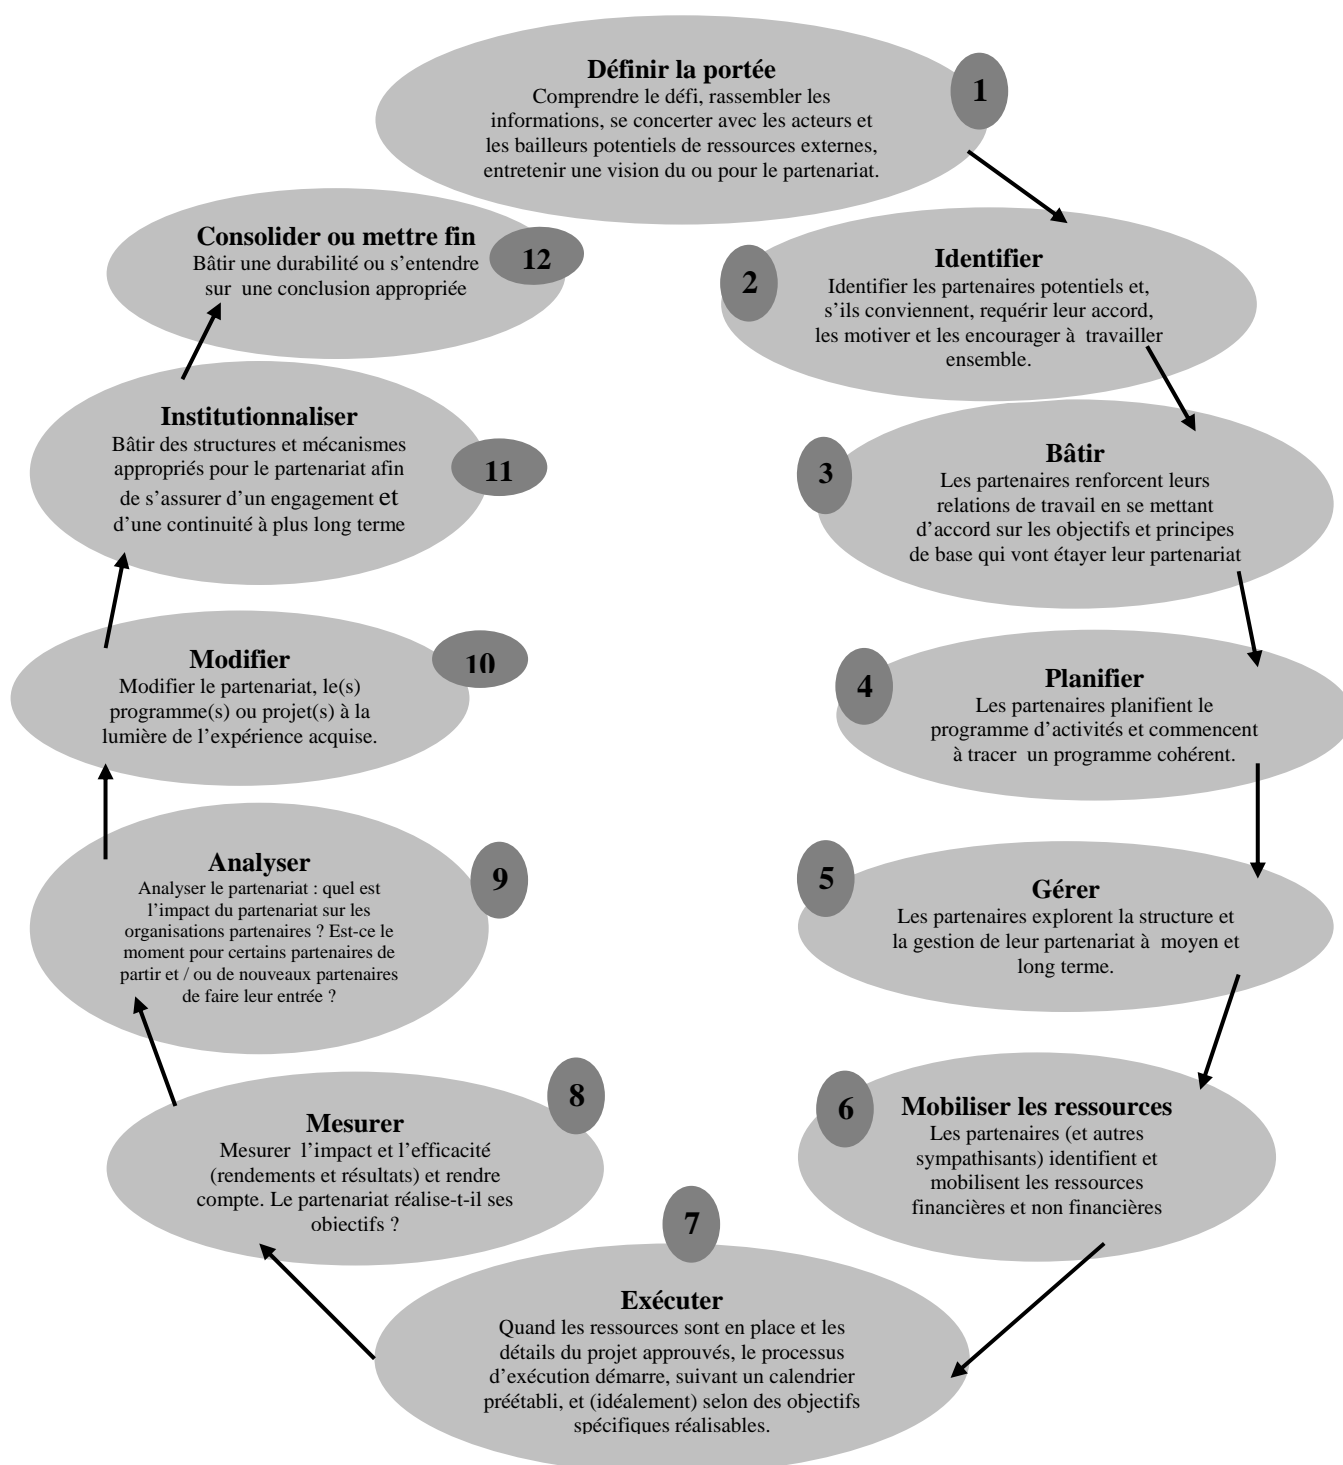 Définir la portée
Comprendre le défi, rassembler les
informations, se concerter avec les acteurs et
les bailleurs potentiels de ressources externes,
entretenir une vision du ou pour le partenariat.
1
Identifier
Identifier les partenaires potentiels et,
s’ils conviennent, requérir leur accord,
les motiver et les encourager à travailler
ensemble.
2
Bâtir
Les partenaires renforcent leurs
relations de travail en se mettant
d’accord sur les objectifs et principes
de base qui vont étayer leur partenariat
3
Planifier
Les partenaires planifient le
programme d’activités et commencent
à tracer un programme cohérent.
4
Gérer
Les partenaires explorent la structure et
la gestion de leur partenariat à moyen et
long terme.
5
Mobiliser les ressources
Les partenaires (et autres
sympathisants) identifient et
mobilisent les ressources
financières et non financières
6
7
Exécuter
Quand les ressources sont en place et les
détails du projet approuvés, le processus
d’exécution démarre, suivant un calendrier
préétabli, et (idéalement) selon des objectifs
spécifiques réalisables.
8
Mesurer
Mesurer l’impact et l’efficacité
(rendements et résultats) et rendre
compte. Le partenariat réalise-t-il ses
objectifs ?
9
Analyser
Analyser le partenariat : quel est
l’impact du partenariat sur les
organisations partenaires ? Est-ce le
moment pour certains partenaires de
partir et / ou de nouveaux partenaires
de faire leur entrée ?
10
Modifier
Modifier le partenariat, le(s)
programme(s) ou projet(s) à la
lumière de l’expérience acquise.
11
Institutionnaliser
Bâtir des structures et mécanismes
appropriés pour le partenariat afin
de s’assurer d’un engagement et
d’une continuité à plus long terme
12
Consolider ou mettre fin
Bâtir une durabilité ou s’entendre
sur une conclusion appropriée